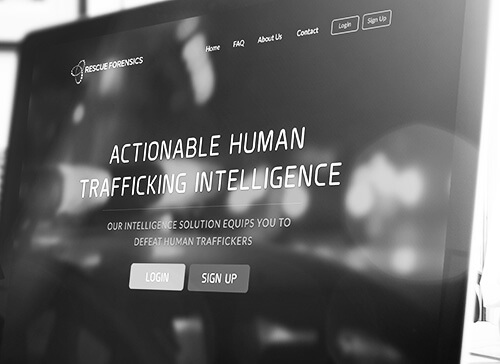 Home FAQ About Us Contact Login Sign Up
RESCUE FORENSICS
ACTIONABLE HUMAN
TRAFFICKING INTELLIGENCE
OUR INTELLIGENCE SOLUTION EQUIPS YOU TO
DEFEAT HUMAN TRAFFICKERS
LOGIN SIGN UP